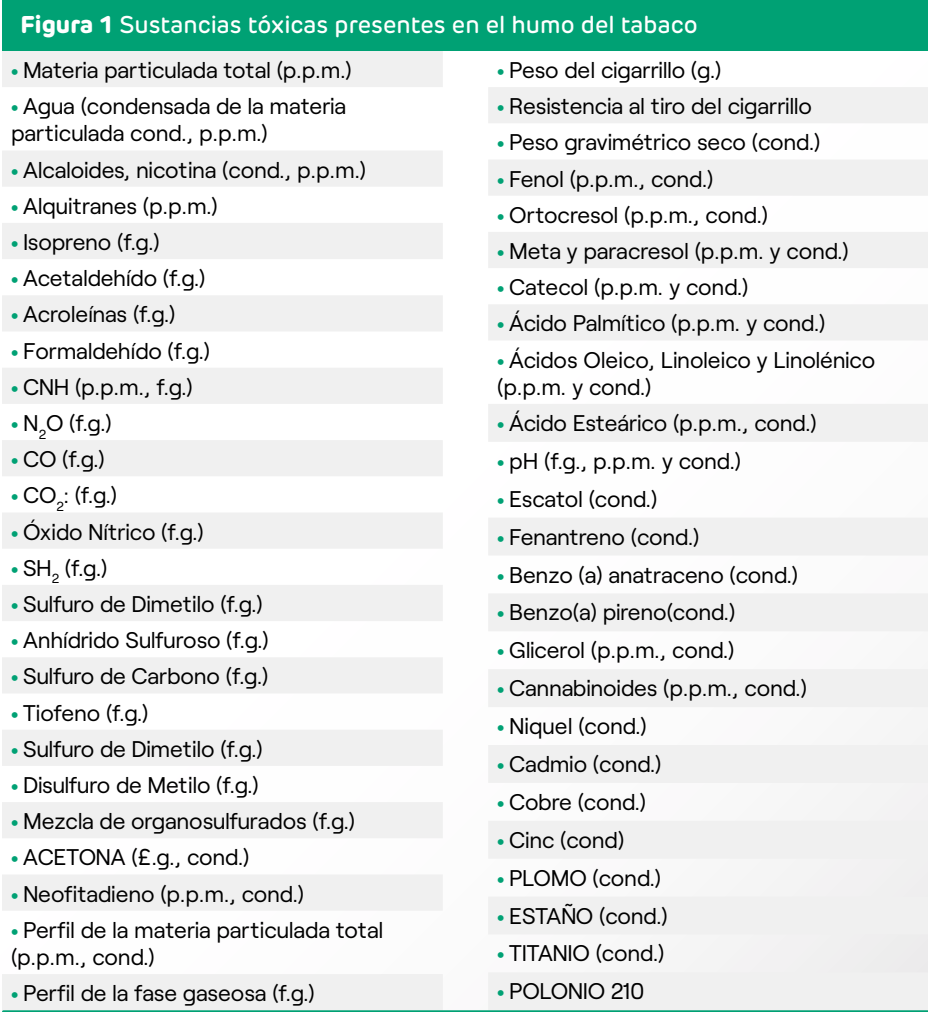 Figura 1 Sustancias tóxicas presentes en el humo del tabaco
• Materia particulada total (p.p.m.)
• Agua (condensada de la materia
particulada cond., p.p.m.)
• Alcaloides, nicotina (cond., p.p.m.)
• Alquitranes (p.p.m.)
• Isopreno (f.g.)
• Acetaldehído (f.g.)
• Acroleínas (f.g.)
• Formaldehído (f.g.)
• CNH (p.p.m., f.g.)
• N₂O (f.g.)
• CO (f.g.)
• CO₂: (f.g.)
• Óxido Nítrico (f.g.)
• SH₂ (f.g.)
• Sulfuro de Dimetilo (f.g.)
• Anhídrido Sulfuroso (f.g.)
• Sulfuro de Carbono (f.g.)
• Tiofeno (f.g.)
• Sulfuro de Dimetilo (f.g.)
• Disulfuro de Metilo (f.g.)
• Mezcla de organosulfurados (f.g.)
• ACETONA (£.g., cond.)
• Neofitadieno (p.p.m., cond.)
• Perfil de la materia particulada total
(p.p.m., cond.)
• Perfil de la fase gaseosa (f.g.)
• Peso del cigarrillo (g.)
• Resistencia al tiro del cigarrillo
• Peso gravimétrico seco (cond.)
• Fenol (p.p.m., cond.)
• Ortocresol (p.p.m., cond.)
• Meta y paracresol (p.p.m. y cond.)
• Catecol (p.p.m. y cond.)
• Ácido Palmítico (p.p.m. y cond.)
• Ácidos Oleico, Linoleico y Linolénico
(p.p.m. y cond.)
• Ácido Esteárico (p.p.m., cond.)
• pH (f.g., p.p.m. y cond.)
• Escatol (cond.)
• Fenantreno (cond.)
• Benzo (a) anatraceno (cond.)
• Benzo(a) pireno(cond.)
• Glicerol (p.p.m., cond.)
• Cannabinoides (p.p.m., cond.)
• Niquel (cond.)
• Cadmio (cond.)
• Cobre (cond.)
• Cinc (cond)
• PLOMO (cond.)
• ESTAÑO (cond.)
• TITANIO (cond.)
• POLONIO 210